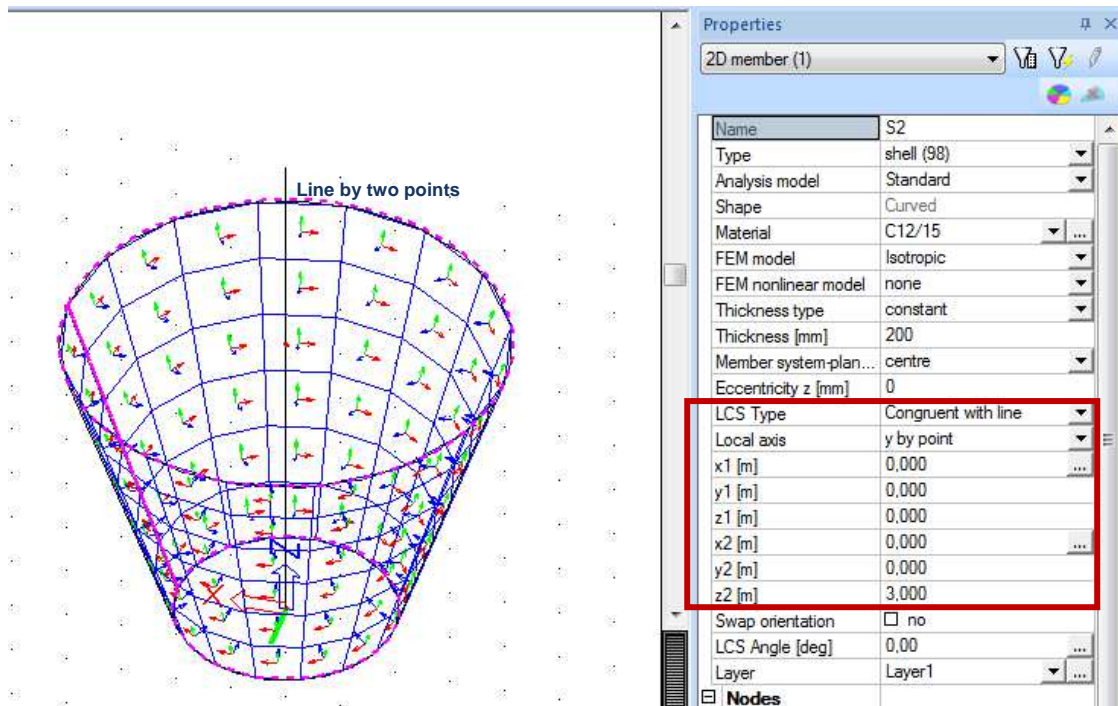 Properties
2D member (1)
Name S2
Type shell (98)
Analysis model Standard
Shape Curved
Material C12/15 ...
FEM model Isotropic
FEM nonlinear model none
Thickness type constant
Thickness [mm] 200
Member system-plan... centre
Eccentricity z [mm] 0
LCS Type Congruent with line
Local axis y by point
x1 [m] 0,000 ...
y1 [m] 0,000
z1 [m] 0,000
x2 [m] 0,000 ...
y2 [m] 0,000
z2 [m] 3,000
Swap orientation no
LCS Angle [deg] 0,00 ...
Layer Layer1 ...
Nodes
Line by two points
Z
X